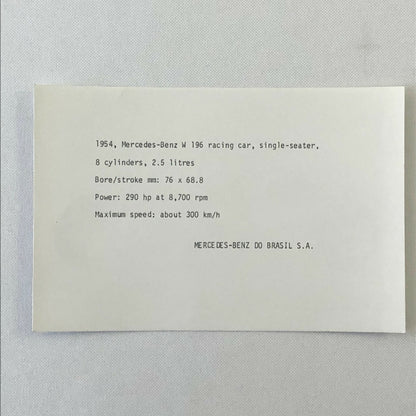 1954, Mercedes-Benz W 196 racing car, single-seater,
8 cylinders, 2.5 litres
Bore/stroke mm: 76 x 68.8
Power: 290 hp at 8,700 rpm
Maximum speed: about 300 km/h
MERCEDES-BENZ DO BRASIL S.A.